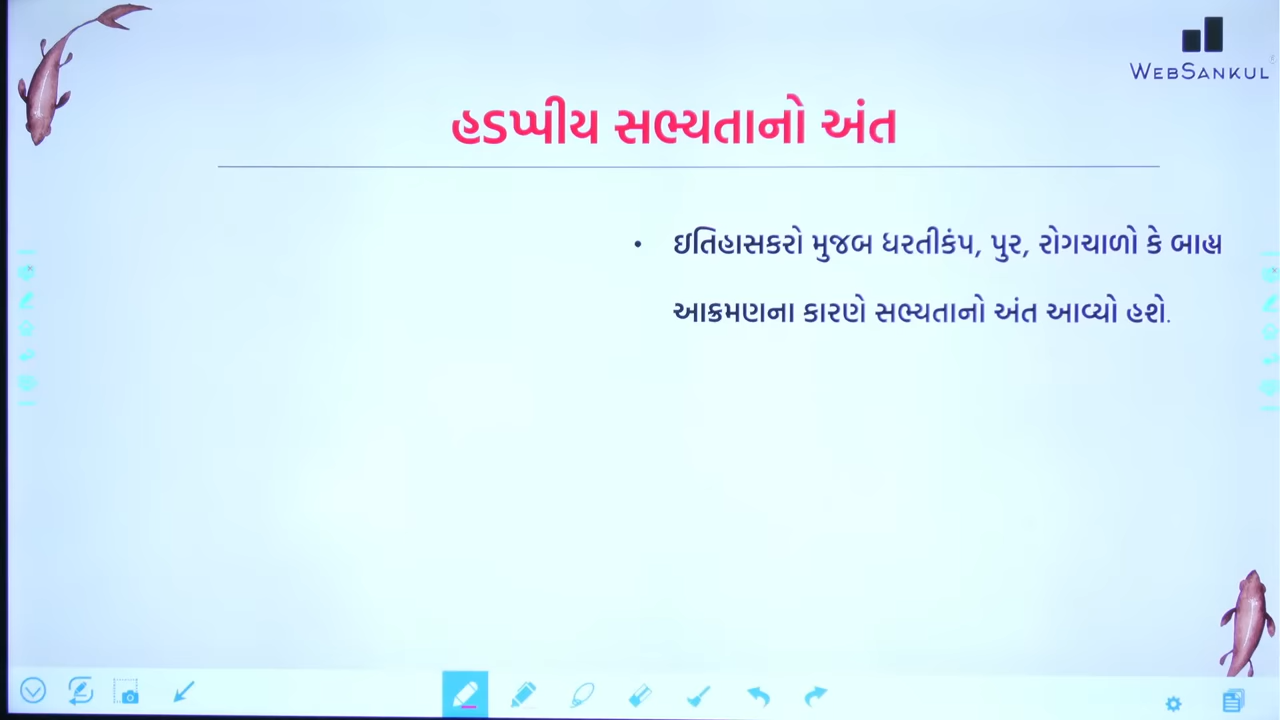 WEBSANKUL
હડપ્પીય સભ્યતાનો અંત
• ઇતિહાસકરો મુજબ ધરતીકંપ, પુર, રોગચાળો કે બાહ્ય
આક્રમણના કારણે સભ્યતાનો અંત આવ્યો હશે.